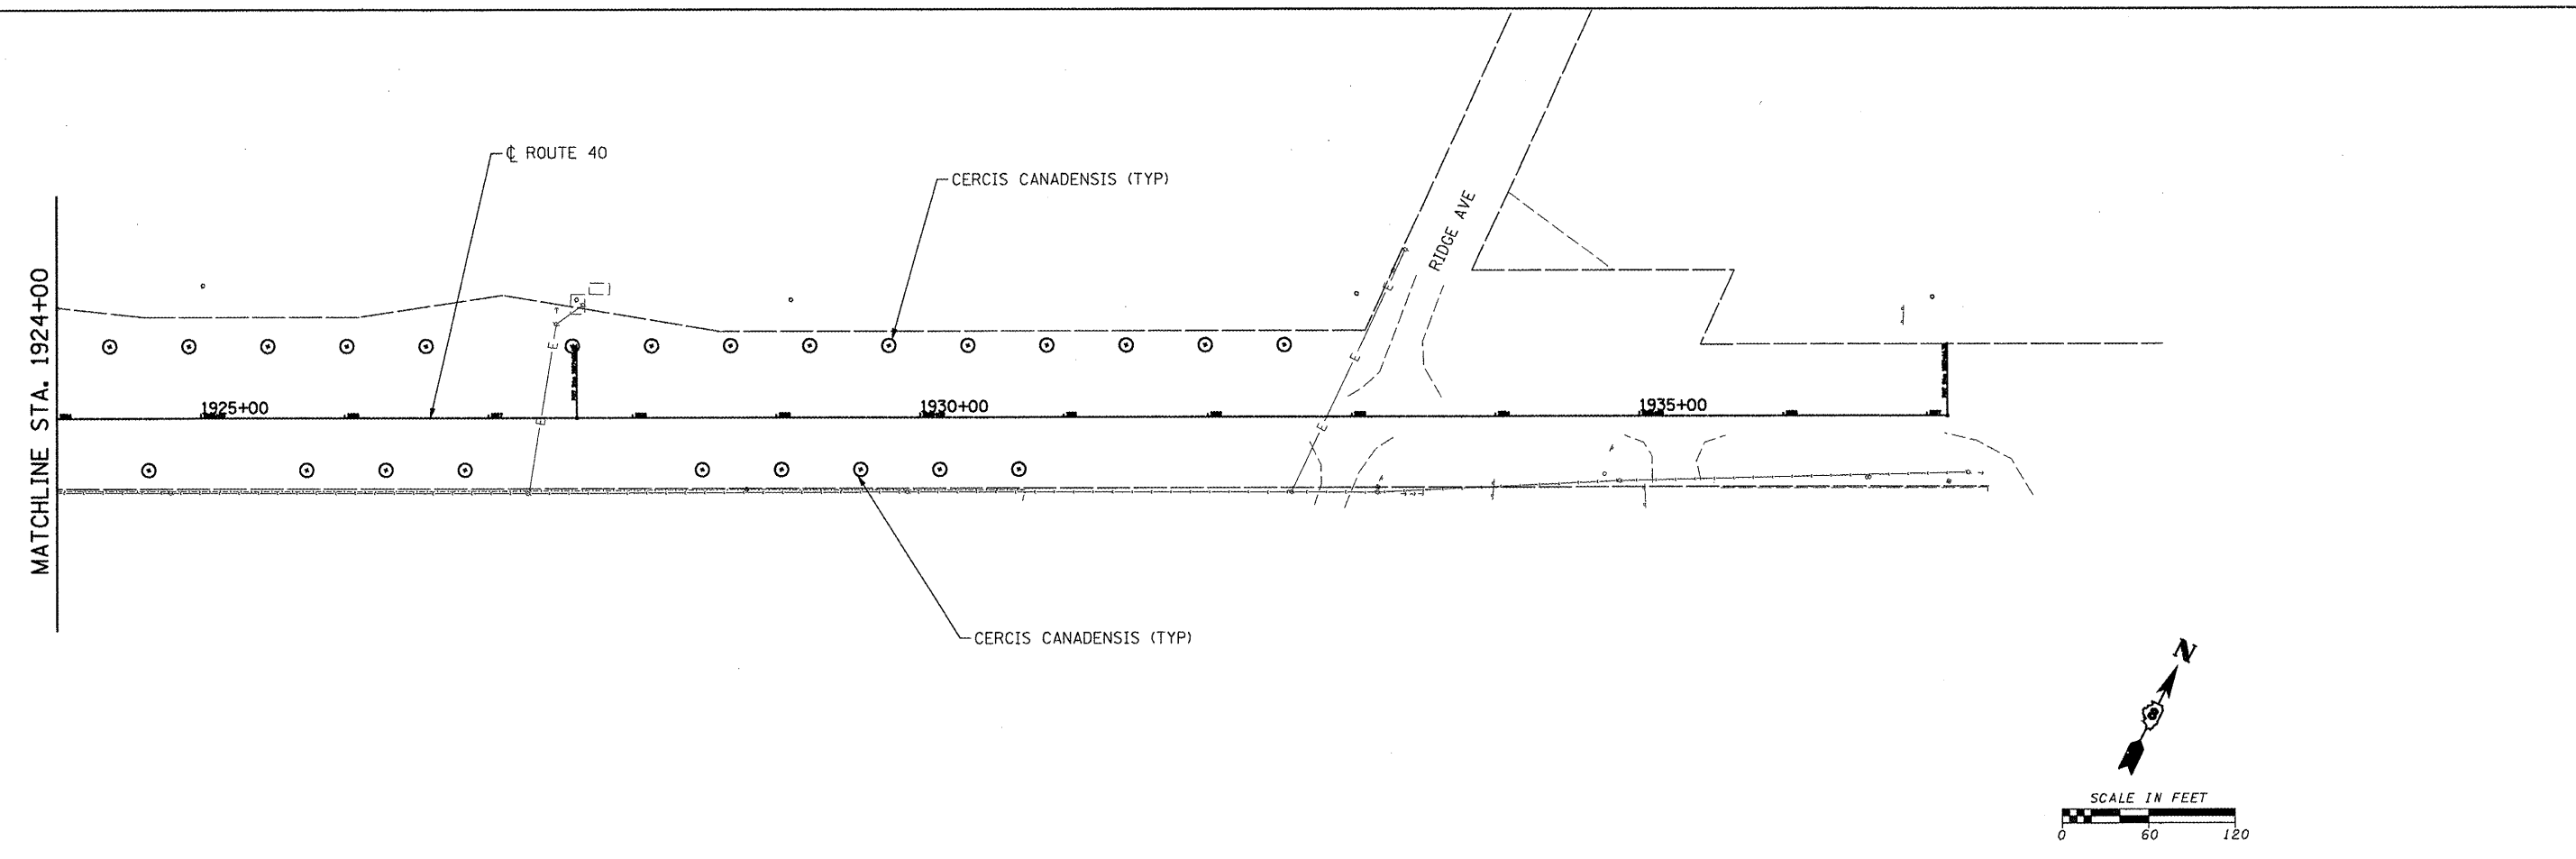 ℄ ROUTE 40
CERCIS CANADENSIS (TYP)
RIDGE AVE
MATCHLINE STA. 1924+00
E
E
E
E
E
1925+00
1930+00
1935+00
CERCIS CANADENSIS (TYP)
N
SCALE IN FEET
0 60 120